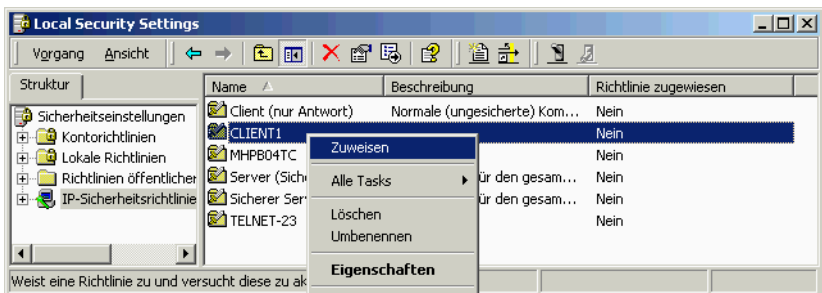 Local Security Settings
Vorgang Ansicht
Struktur
Name Beschreibung Richtlinie zugewiesen
Sicherheitseinstellungen
Kontorichtlinien
Lokale Richtlinien
Richtlinien öffentlicher
IP-Sicherheitsrichtlinie
Client (nur Antwort) Normale (ungesicherte) Kom... Nein
CLIENT1 Nein
MHPB04TC Nein
Server (Siche ür den gesam... Nein
Sicherer Ser ür den gesam... Nein
TELNET-23 Nein
Zuweisen
Alle Tasks
Löschen
Umbenennen
Eigenschaften
Weist eine Richtlinie zu und versucht diese zu ak